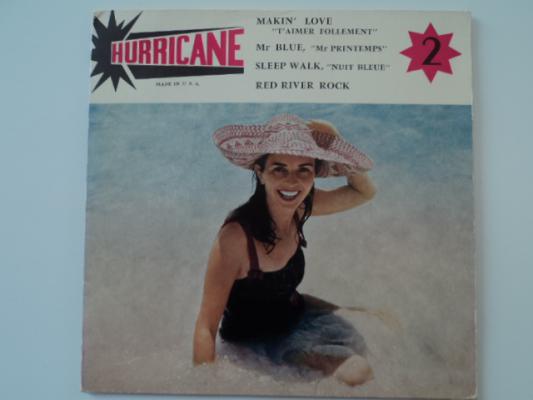 HURRICANE
MADE IN U.S.A.
MAKIN' LOVE
"T'AIMER FOLLEMENT"
Mr BLUE, "Mr PRINTEMPS"
SLEEP WALK, "NUIT BLEUE"
RED RIVER ROCK
2